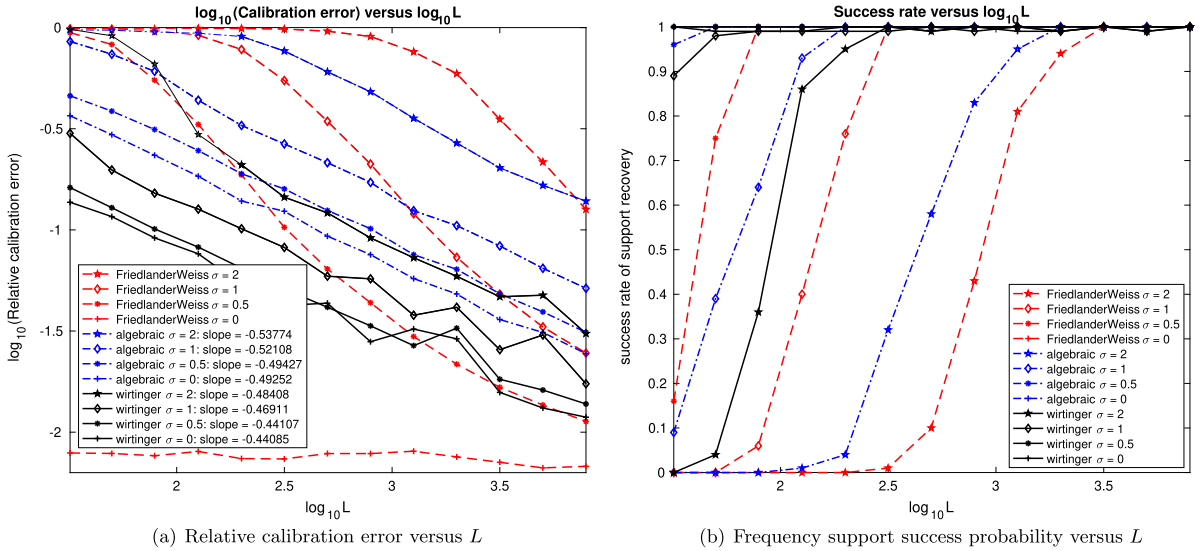 log10(Calibration error) versus log10L
0
-0.5
-1
-1.5
-2
log10(Relative calibration error)
FriedlanderWeiss σ = 2
FriedlanderWeiss σ = 1
FriedlanderWeiss σ = 0.5
FriedlanderWeiss σ = 0
algebraic σ = 2: slope = -0.53774
algebraic σ = 1: slope = -0.52108
algebraic σ = 0.5: slope = -0.49427
algebraic σ = 0: slope = -0.49252
wirtinger σ = 2: slope = -0.48408
wirtinger σ = 1: slope = -0.46911
wirtinger σ = 0.5: slope = -0.44107
wirtinger σ = 0: slope = -0.44085
2 2.5 3 3.5
log10L
(a) Relative calibration error versus L
Success rate versus log10L
1
0.9
0.8
0.7
0.6
0.5
0.4
0.3
0.2
0.1
0
success rate of support recovery
FriedlanderWeiss σ = 2
FriedlanderWeiss σ = 1
FriedlanderWeiss σ = 0.5
FriedlanderWeiss σ = 0
algebraic σ = 2
algebraic σ = 1
algebraic σ = 0.5
algebraic σ = 0
wirtinger σ = 2
wirtinger σ = 1
wirtinger σ = 0.5
wirtinger σ = 0
2 2.5 3 3.5
log10L
(b) Frequency support success probability versus L